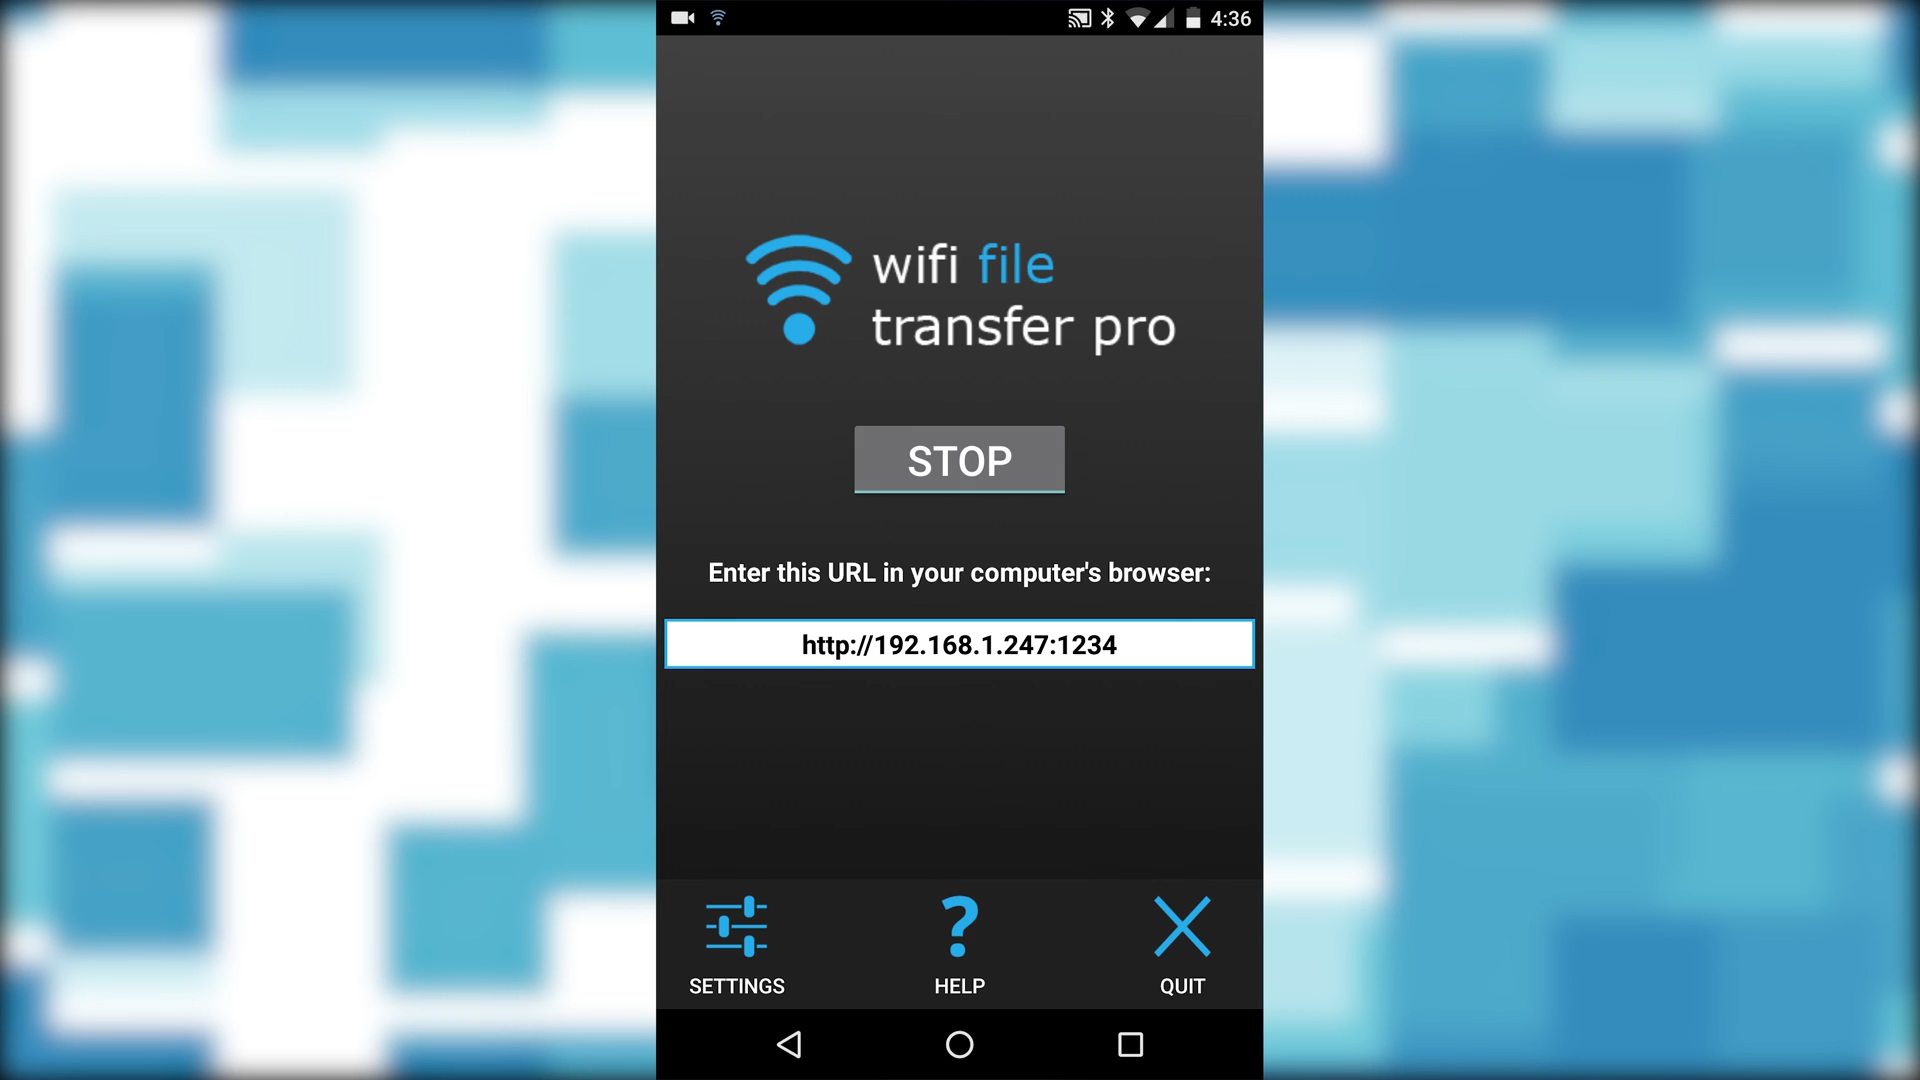 4:36
wifi file
transfer pro
STOP
Enter this URL in your computer's browser:
http://192.168.1.247:1234
SETTINGS
HELP
QUIT